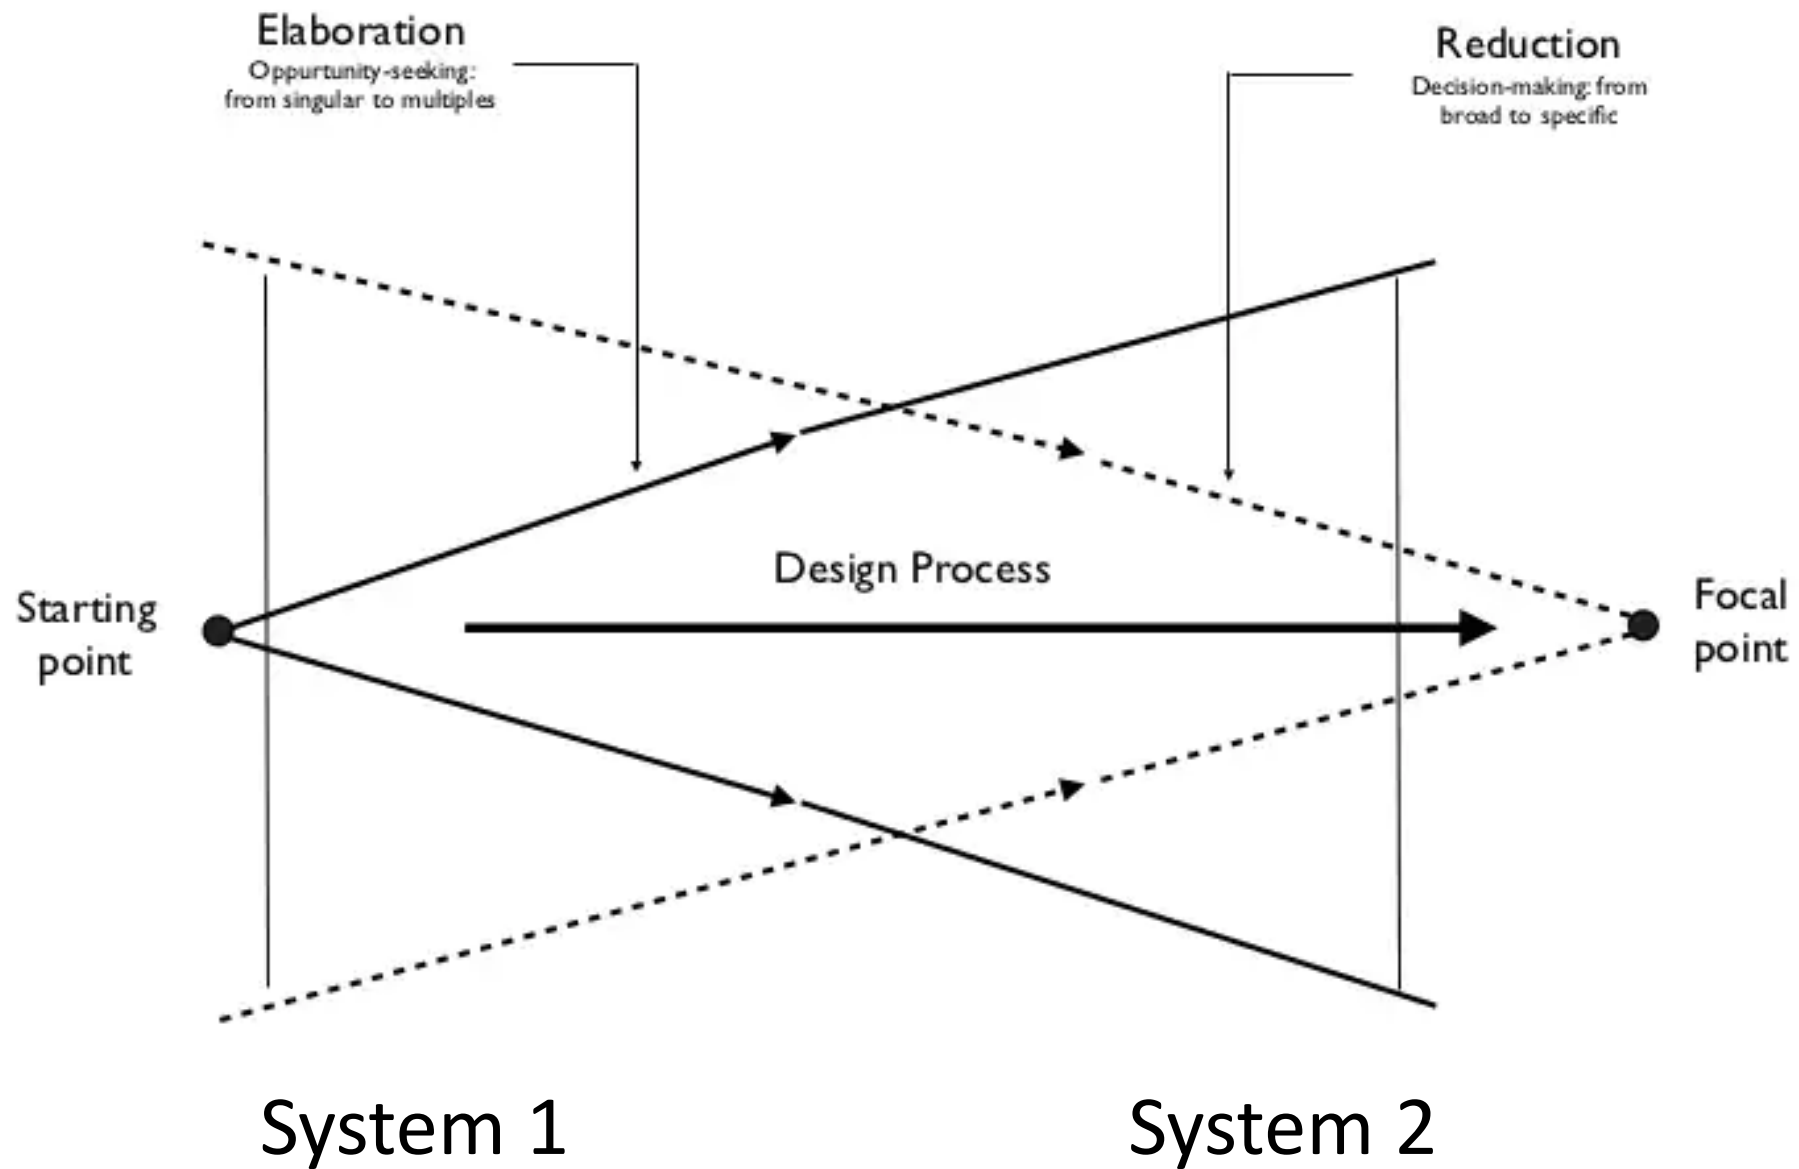 Elaboration
Oppurtunity-seeking:
from singular to multiples
Reduction
Decision-making: from
broad to specific
Design Process
Starting
point
Focal
point
System 1
System 2